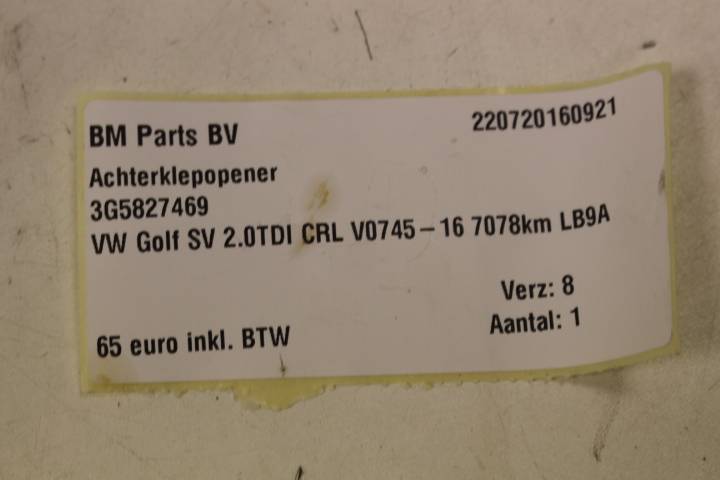 BM Parts BV
220720160921
Achterklepopener
3G5827469
VW Golf SV 2.0TDI CRL V0745-16 7078km LB9A
Verz: 8
65 euro inkl. BTW
Aantal: 1